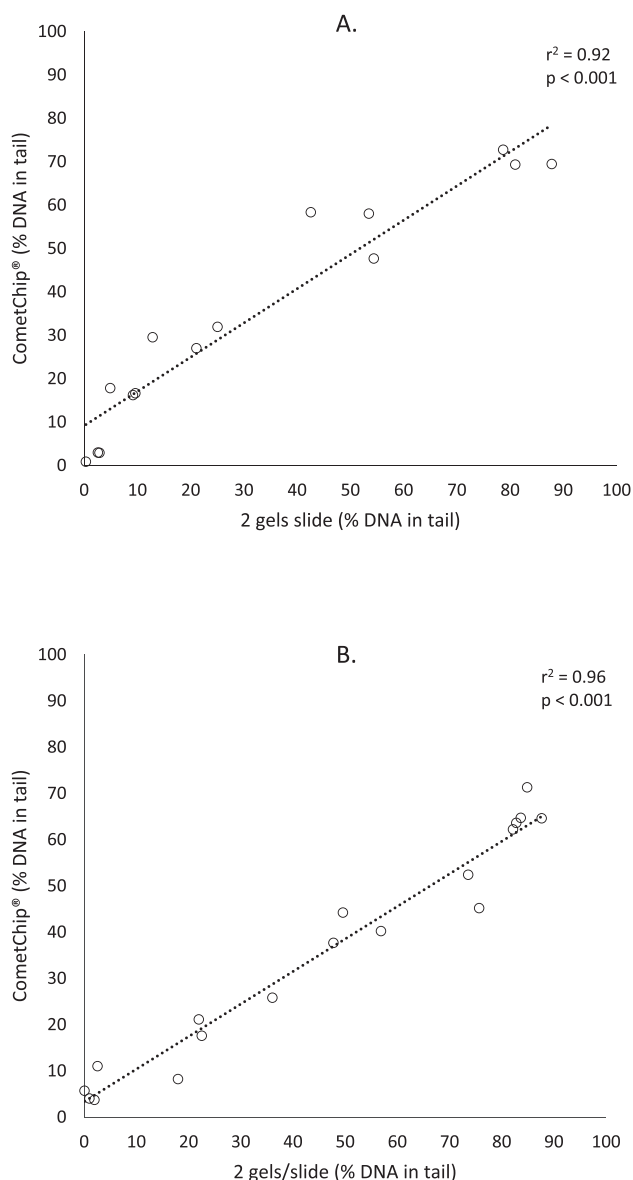 A.
r² = 0.92
p < 0.001
100
90
80
70
60
50
40
30
20
10
0
CometChip® (% DNA in tail)
0 10 20 30 40 50 60 70 80 90 100
2 gels slide (% DNA in tail)
B.
r² = 0.96
p < 0.001
100
90
80
70
60
50
40
30
20
10
0
CometChip® (% DNA in tail)
0 10 20 30 40 50 60 70 80 90 100
2 gels/slide (% DNA in tail)